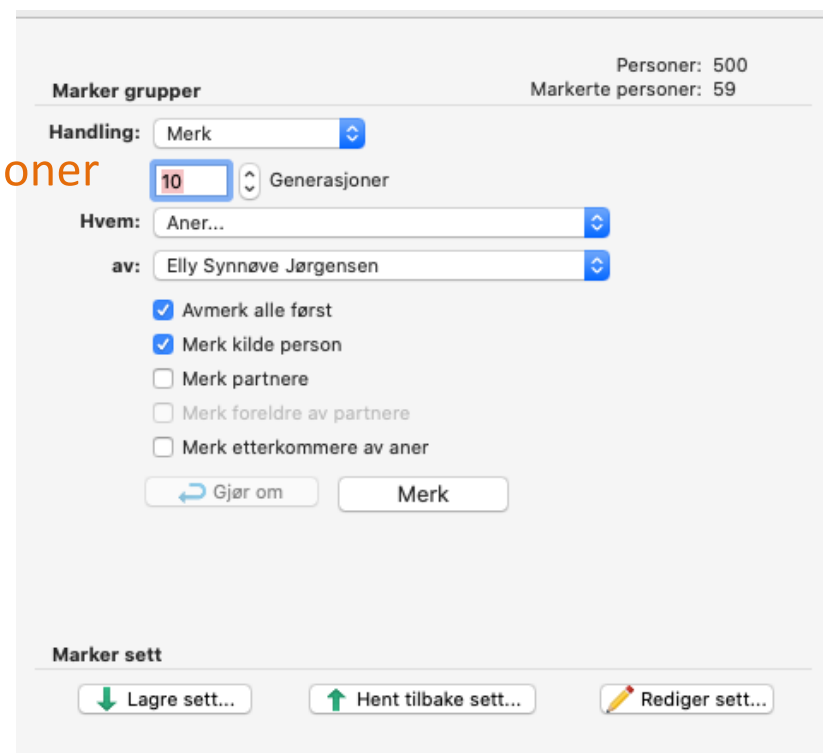 Personer: 500
Marker grupper
Markerte personer: 59
Handling: Merk
oner
10 Generasjoner
Hvem: Aner...
av: Elly Synnøve Jørgensen
Avmerk alle først
Merk kilde person
Merk partnere
Merk foreldre av partnere
Merk etterkommere av aner
Gjør om Merk
Marker sett
Lagre sett... Hent tilbake sett... Rediger sett...